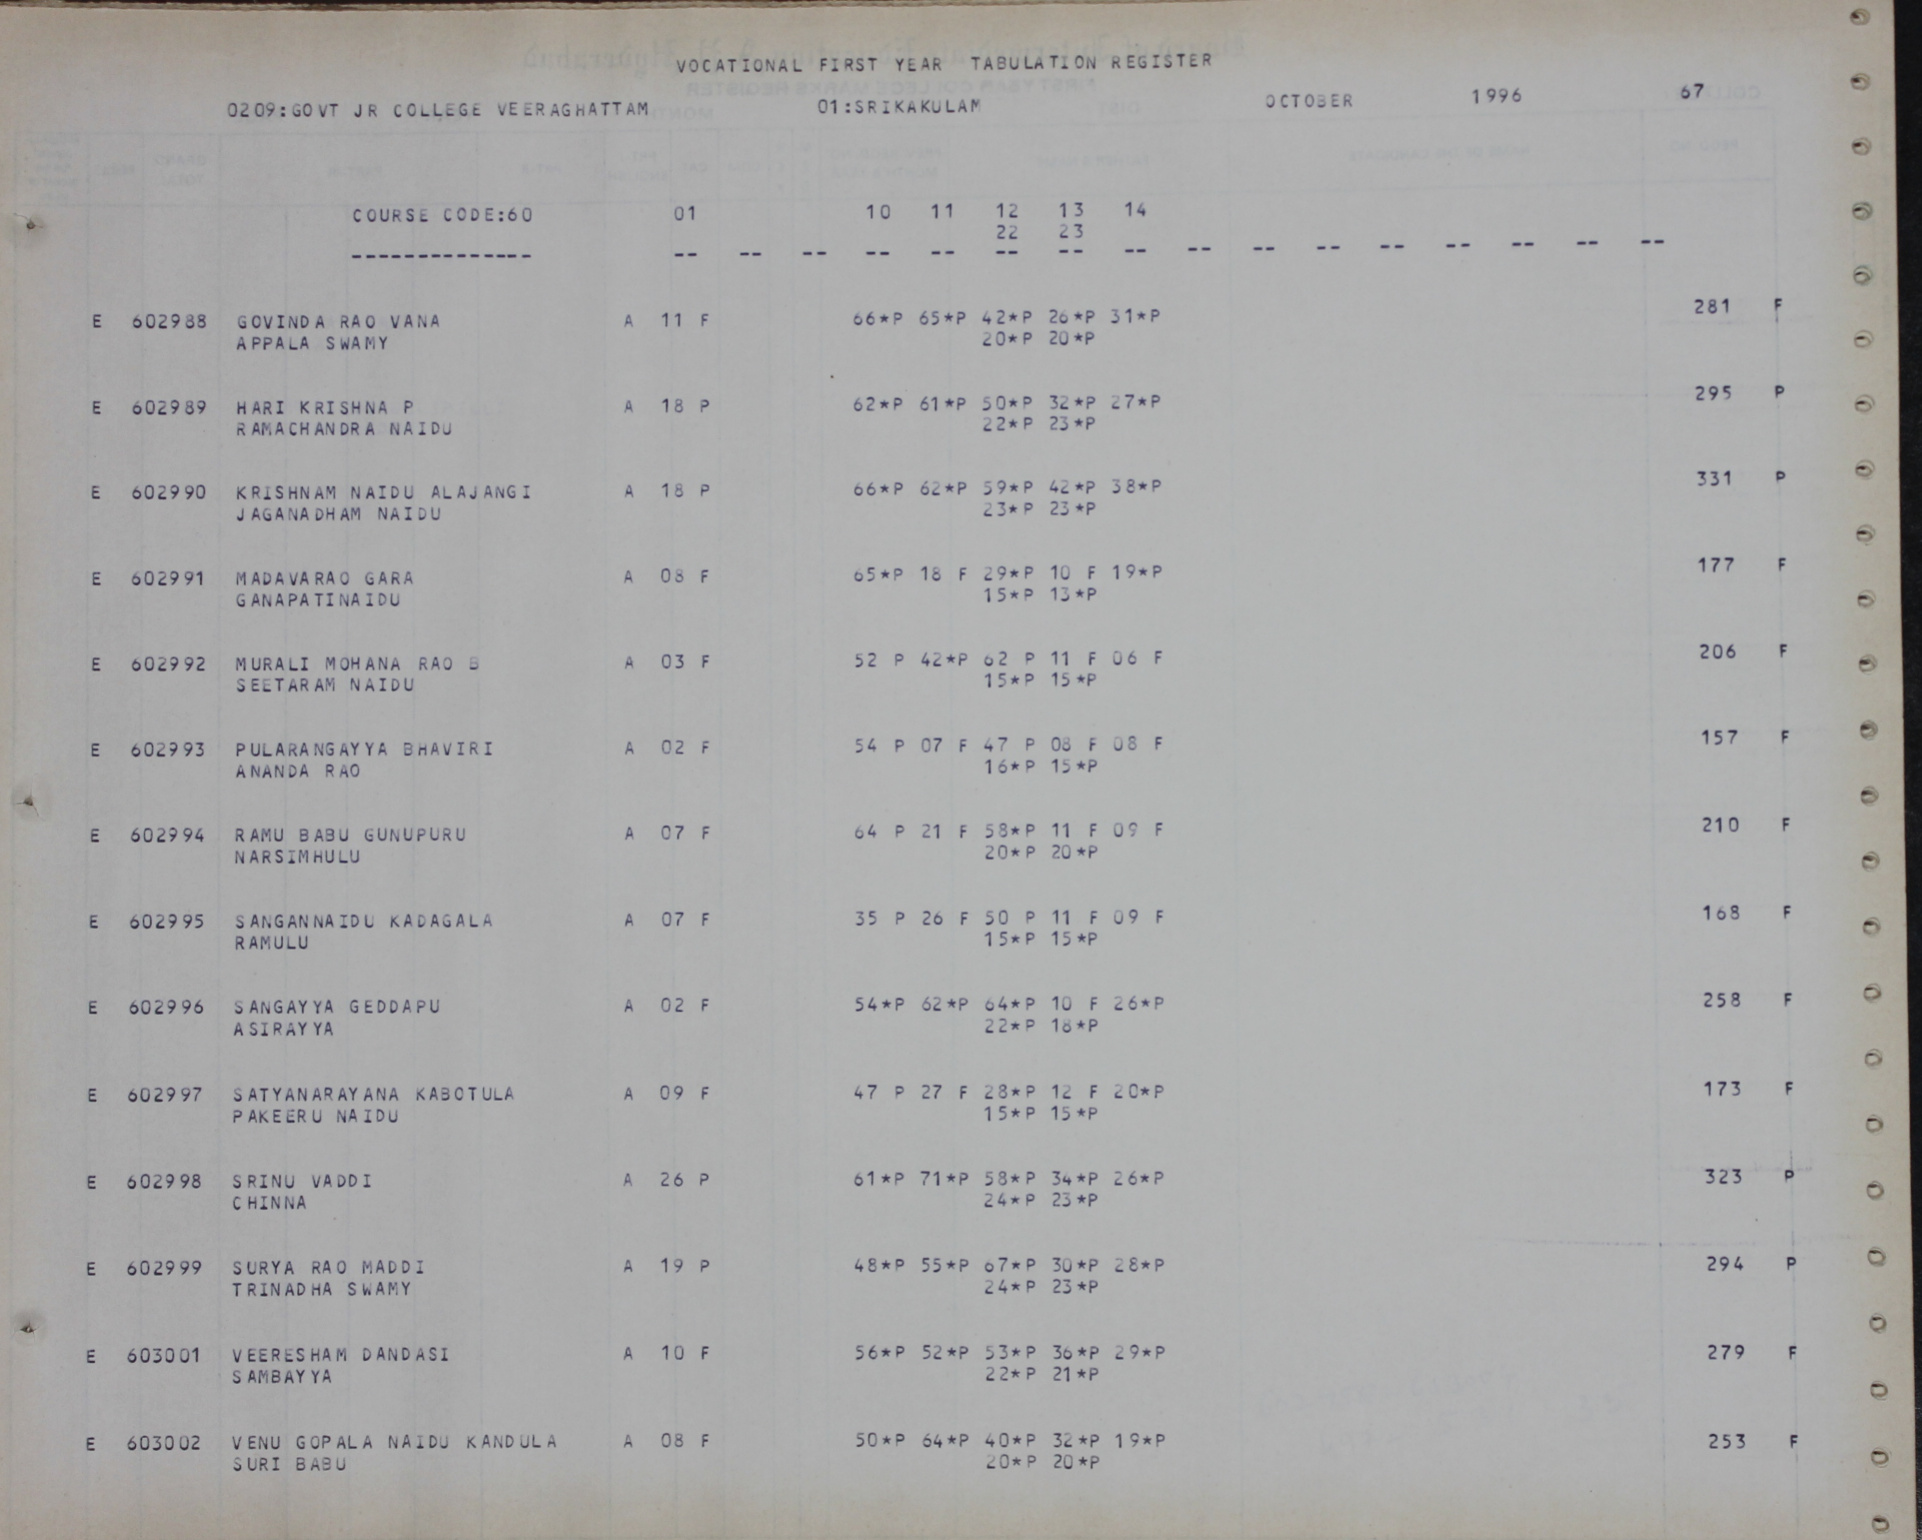 VOCATIONAL FIRST YEAR TABULATION REGISTER
0209:GOVT JR COLLEGE VEERAGHATTAM 01:SRIKAKULAM OCTOBER 1996 67
COURSE CODE:60 01 10 11 12 13 14
22 23
-------------- -- -- -- -- -- -- -- -- -- -- -- -- -- -- -- --
E 602988 GOVINDA RAO VANA A 11 F 66*P 65*P 42*P 26*P 31*P 281 F
APPALA SWAMY 20*P 20*P
E 602989 HARI KRISHNA P A 18 P 62*P 61*P 50*P 32*P 27*P 295 P
RAMACHANDRA NAIDU 22*P 23*P
E 602990 KRISHNAM NAIDU ALAJANGI A 18 P 66*P 62*P 59*P 42*P 38*P 331 P
JAGANADHAM NAIDU 23*P 23*P
E 602991 MADAVARAO GARA A 08 F 65*P 18 F 29*P 10 F 19*P 177 F
GANAPATINAIDU 15*P 13*P
E 602992 MURALI MOHANA RAO B A 03 F 52 P 42*P 62 P 11 F 06 F 206 F
SEETARAM NAIDU 15*P 15*P
E 602993 PULARANGAYYA BHAVIRI A 02 F 54 P 07 F 47 P 08 F 08 F 157 F
ANANDA RAO 16*P 15*P
E 602994 RAMU BABU GUNUPURU A 07 F 64 P 21 F 58*P 11 F 09 F 210 F
NARSIMHULU 20*P 20*P
E 602995 SANGANNAIDU KADAGALA A 07 F 35 P 26 F 50 P 11 F 09 F 168 F
RAMULU 15*P 15*P
E 602996 SANGAYYA GEDDAPU A 02 F 54*P 62*P 64*P 10 F 26*P 258 F
ASIRAYYA 22*P 18*P
E 602997 SATYANARAYANA KABOTULA A 09 F 47 P 27 F 28*P 12 F 20*P 173 F
PAKEERU NAIDU 15*P 15*P
E 602998 SRINU VADDI A 26 P 61*P 71*P 58*P 34*P 26*P 323 P
CHINNA 24*P 23*P
E 602999 SURYA RAO MADDI A 19 P 48*P 55*P 67*P 30*P 28*P 294 P
TRINADHA SWAMY 24*P 23*P
E 603001 VEERESHAM DANDASI A 10 F 56*P 52*P 53*P 36*P 29*P 279 F
SAMBAYYA 22*P 21*P
E 603002 VENU GOPALA NAIDU KANDULA A 08 F 50*P 64*P 40*P 32*P 19*P 253 F
SURI BABU 20*P 20*P